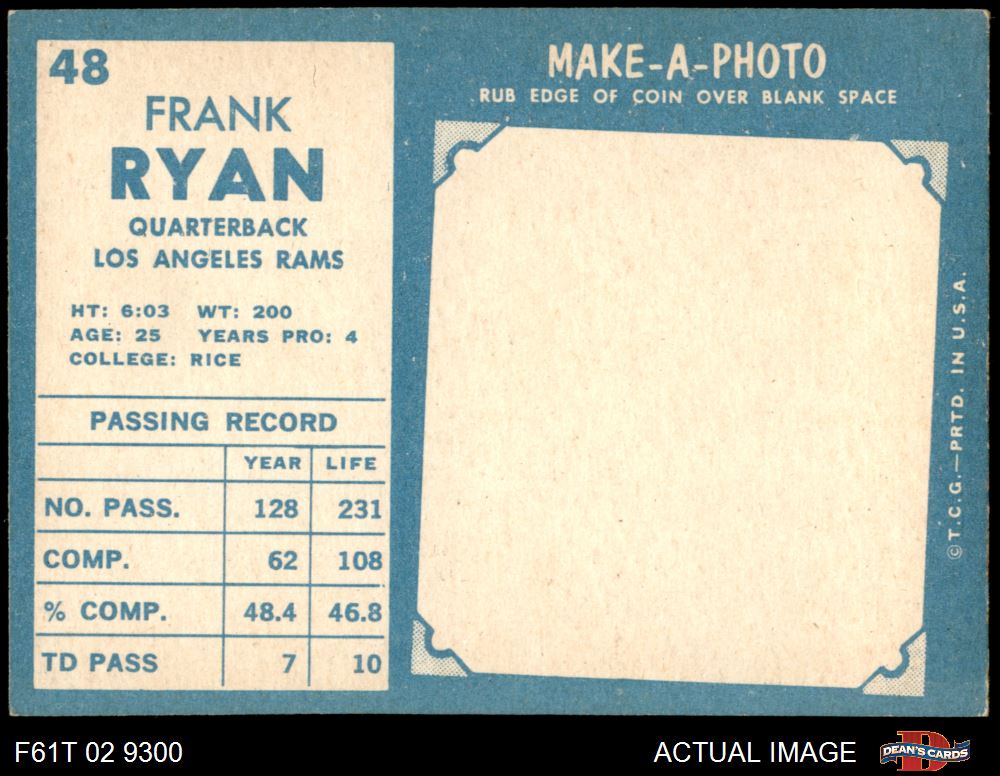 48
FRANK
RYAN
QUARTERBACK
LOS ANGELES RAMS
HT: 6:03 WT: 200
AGE: 25 YEARS PRO: 4
COLLEGE: RICE
PASSING RECORD
YEAR LIFE
NO. PASS. 128 231
COMP. 62 108
% COMP. 48.4 46.8
TD PASS 7 10
MAKE-A-PHOTO
RUB EDGE OF COIN OVER BLANK SPACE
©T.C.G.—PRTD. IN U.S.A.
F61T 02 9300
ACTUAL IMAGE
D
DEAN'S CARDS